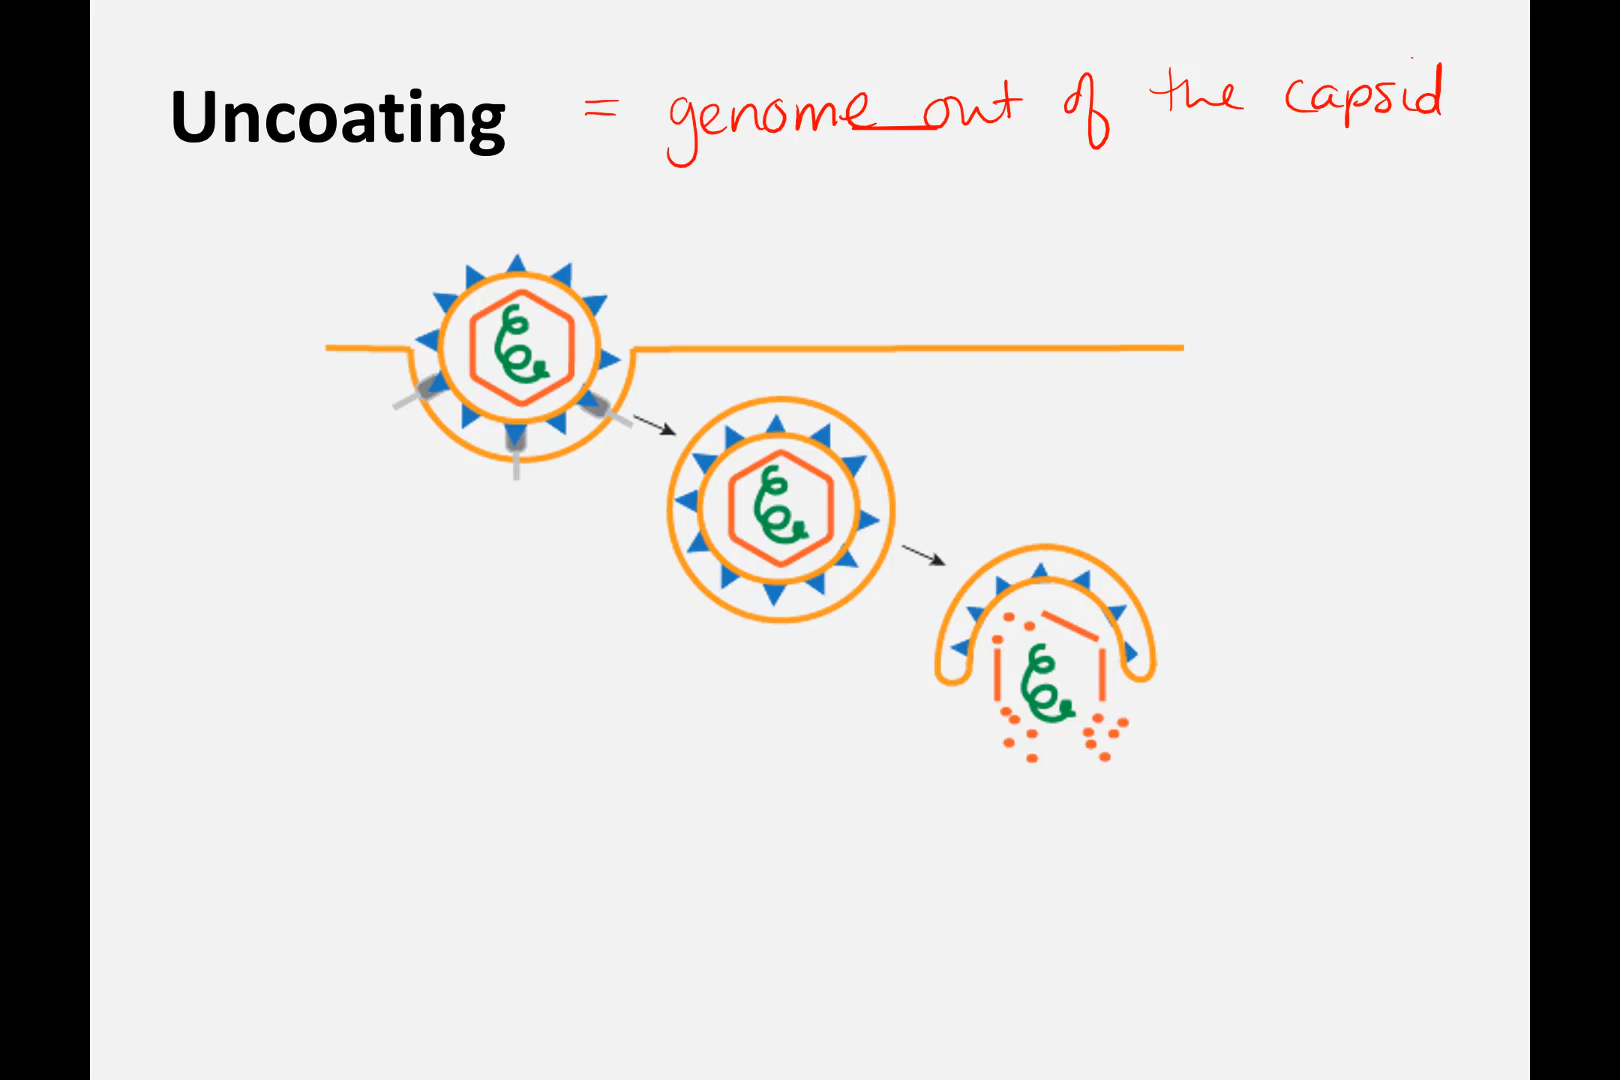 Uncoating = genome out of the capsid